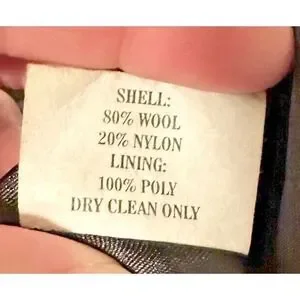 SHELL:
80% WOOL
20% NYLON
LINING:
100% POLY
DRY CLEAN ONLY